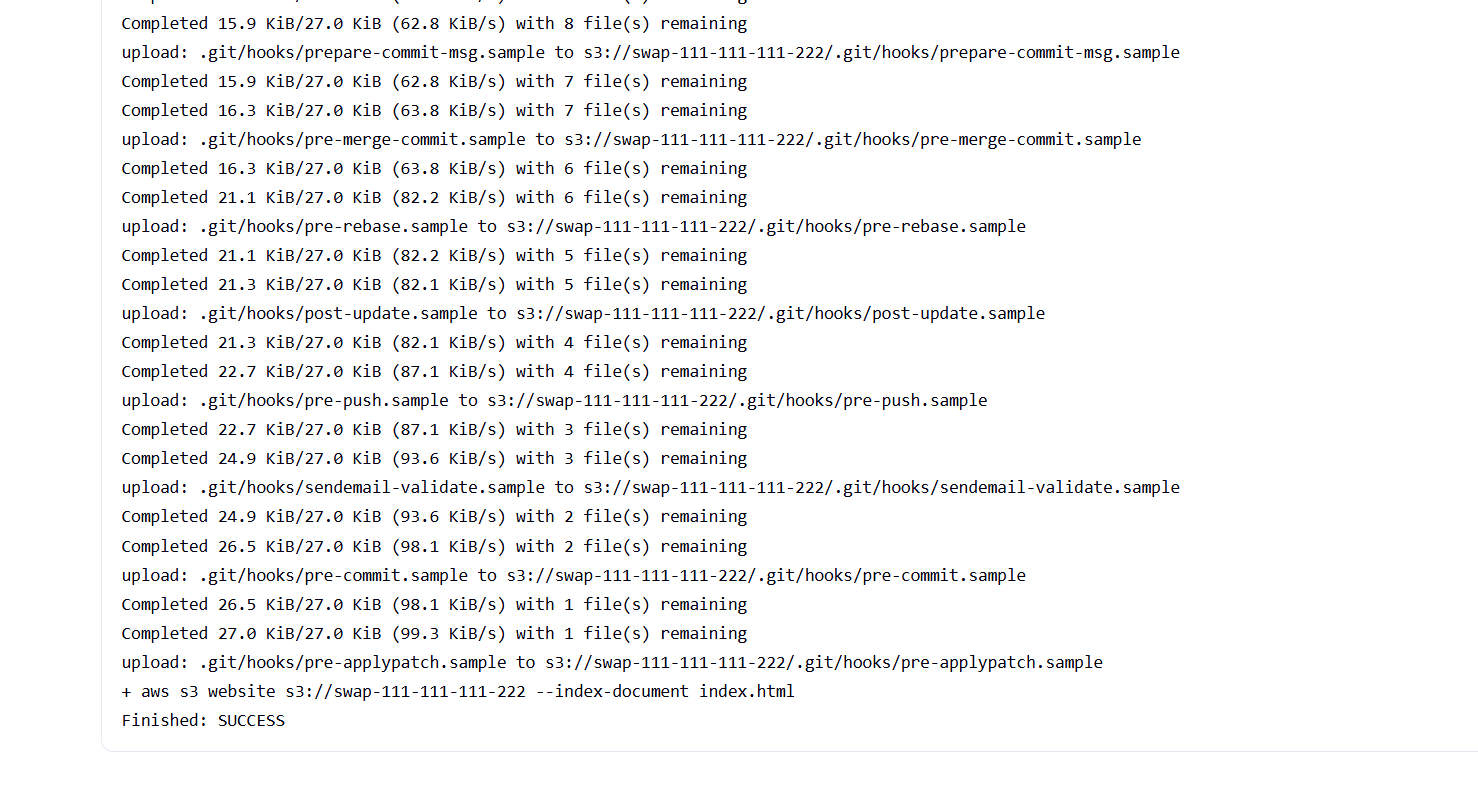 Completed 15.9 KiB/27.0 KiB (62.8 KiB/s) with 8 file(s) remaining
upload: .git/hooks/prepare-commit-msg.sample to s3://swap-111-111-111-222/.git/hooks/prepare-commit-msg.sample
Completed 15.9 KiB/27.0 KiB (62.8 KiB/s) with 7 file(s) remaining
Completed 16.3 KiB/27.0 KiB (63.8 KiB/s) with 7 file(s) remaining
upload: .git/hooks/pre-merge-commit.sample to s3://swap-111-111-111-222/.git/hooks/pre-merge-commit.sample
Completed 16.3 KiB/27.0 KiB (63.8 KiB/s) with 6 file(s) remaining
Completed 21.1 KiB/27.0 KiB (82.2 KiB/s) with 6 file(s) remaining
upload: .git/hooks/pre-rebase.sample to s3://swap-111-111-111-222/.git/hooks/pre-rebase.sample
Completed 21.1 KiB/27.0 KiB (82.2 KiB/s) with 5 file(s) remaining
Completed 21.3 KiB/27.0 KiB (82.1 KiB/s) with 5 file(s) remaining
upload: .git/hooks/post-update.sample to s3://swap-111-111-111-222/.git/hooks/post-update.sample
Completed 21.3 KiB/27.0 KiB (82.1 KiB/s) with 4 file(s) remaining
Completed 22.7 KiB/27.0 KiB (87.1 KiB/s) with 4 file(s) remaining
upload: .git/hooks/pre-push.sample to s3://swap-111-111-111-222/.git/hooks/pre-push.sample
Completed 22.7 KiB/27.0 KiB (87.1 KiB/s) with 3 file(s) remaining
Completed 24.9 KiB/27.0 KiB (93.6 KiB/s) with 3 file(s) remaining
upload: .git/hooks/sendemail-validate.sample to s3://swap-111-111-111-222/.git/hooks/sendemail-validate.sample
Completed 24.9 KiB/27.0 KiB (93.6 KiB/s) with 2 file(s) remaining
Completed 26.5 KiB/27.0 KiB (98.1 KiB/s) with 2 file(s) remaining
upload: .git/hooks/pre-commit.sample to s3://swap-111-111-111-222/.git/hooks/pre-commit.sample
Completed 26.5 KiB/27.0 KiB (98.1 KiB/s) with 1 file(s) remaining
Completed 27.0 KiB/27.0 KiB (99.3 KiB/s) with 1 file(s) remaining
upload: .git/hooks/pre-applypatch.sample to s3://swap-111-111-111-222/.git/hooks/pre-applypatch.sample
+ aws s3 website s3://swap-111-111-111-222 --index-document index.html
Finished: SUCCESS